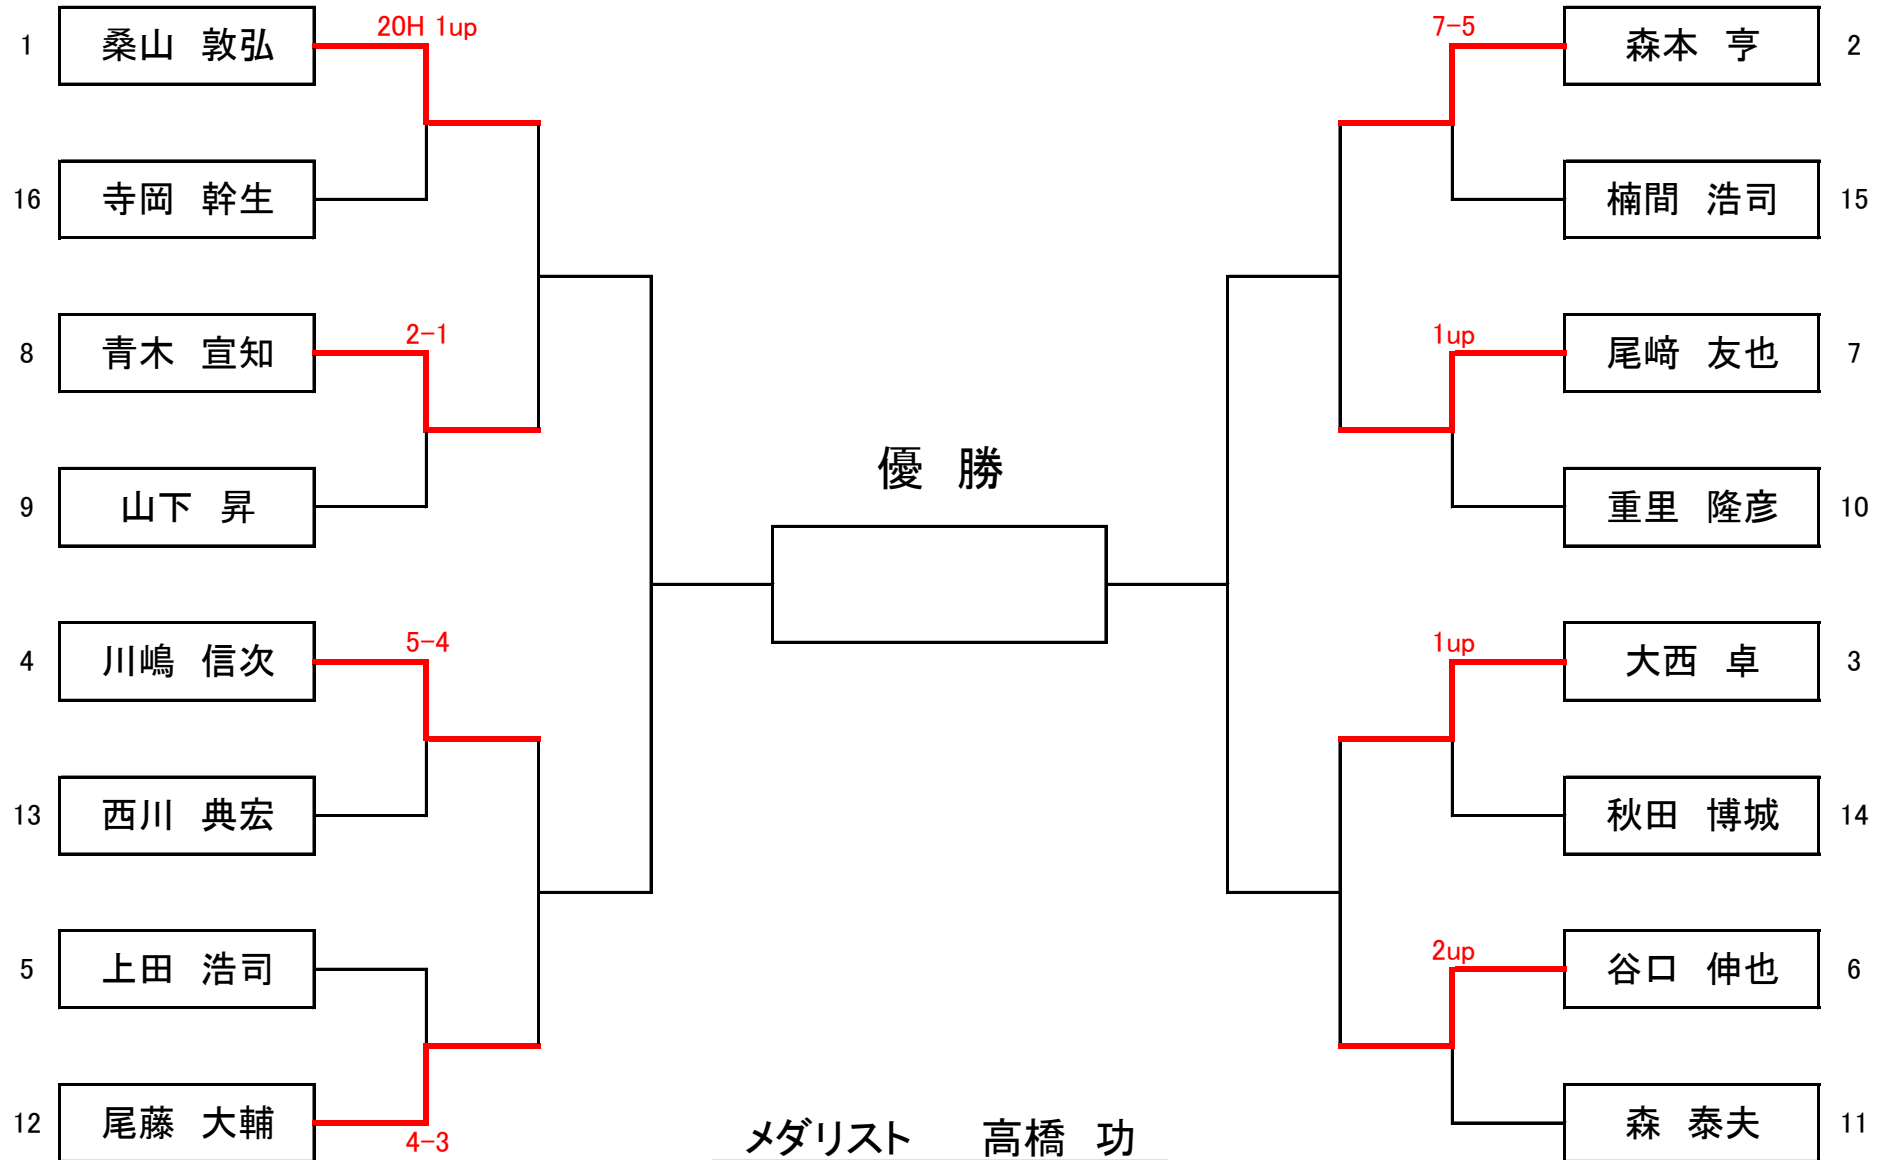 20H 1up
1 桑山 敦弘
16 寺岡 幹生
2-1
8 青木 宣知
9 山下 昇
5-4
4 川嶋 信次
13 西川 典宏
5 上田 浩司
12 尾藤 大輔
4-3
優 勝
メダリスト 高橋 功
7-5
森本 亨 2
楠間 浩司 15
1up
尾﨑 友也 7
重里 隆彦 10
1up
大西 卓 3
秋田 博城 14
2up
谷口 伸也 6
森 泰夫 11